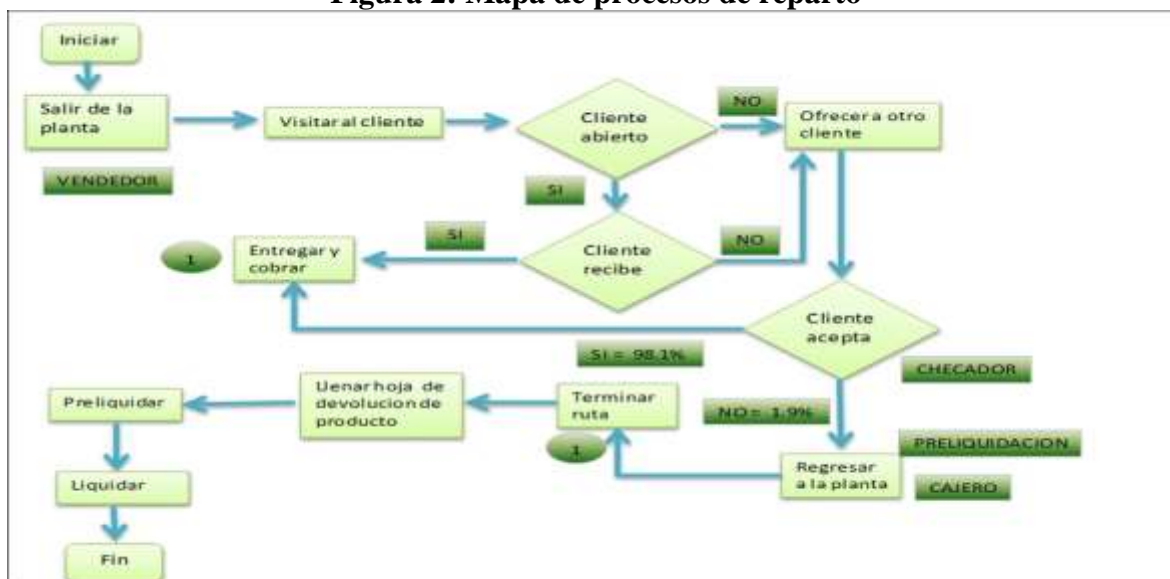 Figura 2. Mapa de procesos de reparto
Iniciar
Salir de la
planta
VENDEDOR
Visitar al cliente
Cliente
abierto
NO
Ofrecer a otro
cliente
SI
SI
Cliente
recibe
NO
Entregar y
cobrar
1
Cliente
acepta
SI = 98.1%
CHECADOR
NO = 1.9%
PRELIQUIDACION
Regresar
a la planta
CAJERO
Terminar
ruta
1
Llenar hoja de
devolucion de
producto
Preliquidar
Liquidar
Fin